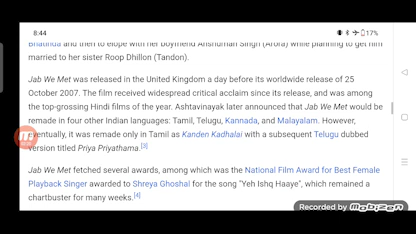 8:44
17%
Bhatinda and then to elope with her boyfriend Anshuman Singh (Arora) while planning to get him
married to her sister Roop Dhillon (Tandon).
Jab We Met was released in the United Kingdom a day before its worldwide release of 25
October 2007. The film received widespread critical acclaim since its release, and was among
the top-grossing Hindi films of the year. Ashtavinayak later announced that Jab We Met would be
remade in four other Indian languages: Tamil, Telugu, Kannada, and Malayalam. However,
eventually, it was remade only in Tamil as Kanden Kadhalai with a subsequent Telugu dubbed
version titled Priya Priyathama.[3]
Jab We Met fetched several awards, among which was the National Film Award for Best Female
Playback Singer awarded to Shreya Ghoshal for the song "Yeh Ishq Haaye", which remained a
chartbuster for many weeks.[4]
Recorded by Mobizen